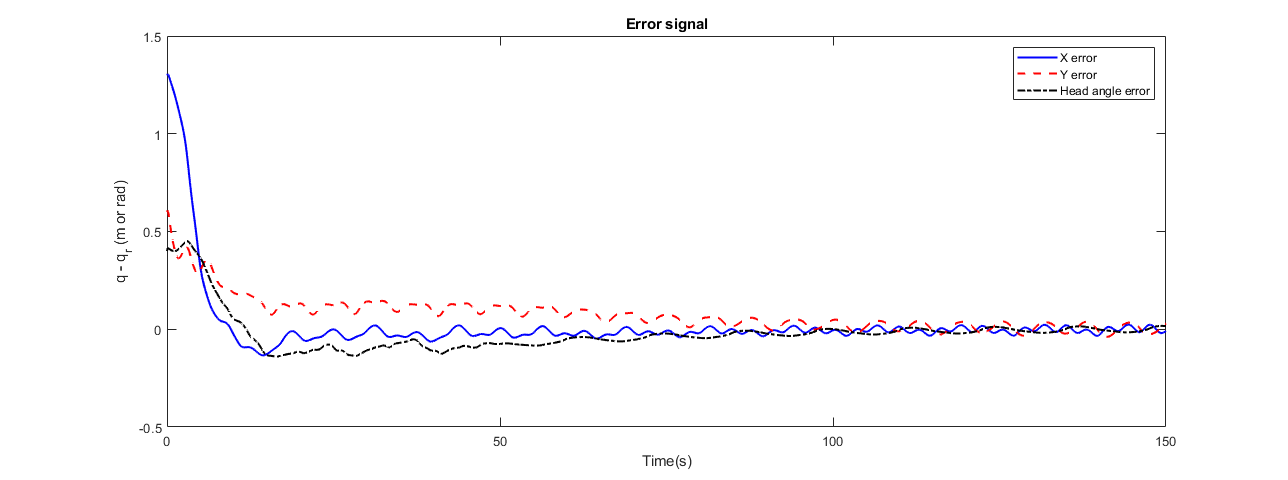 Error signal
1.5
1
0.5
0
-0.5
q - q_r (m or rad)
X error
Y error
Head angle error
0
50
100
150
Time(s)